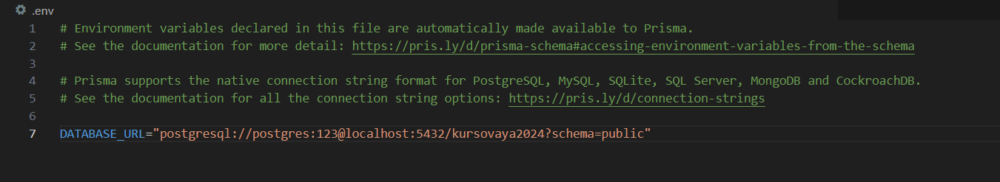 .env
1 # Environment variables declared in this file are automatically made available to Prisma.
2 # See the documentation for more detail: https://pris.ly/d/prisma-schema#accessing-environment-variables-from-the-schema
3
4 # Prisma supports the native connection string format for PostgreSQL, MySQL, SQLite, SQL Server, MongoDB and CockroachDB.
5 # See the documentation for all the connection string options: https://pris.ly/d/connection-strings
6
7 DATABASE_URL="postgresql://postgres:123@localhost:5432/kursovaya2024?schema=public"